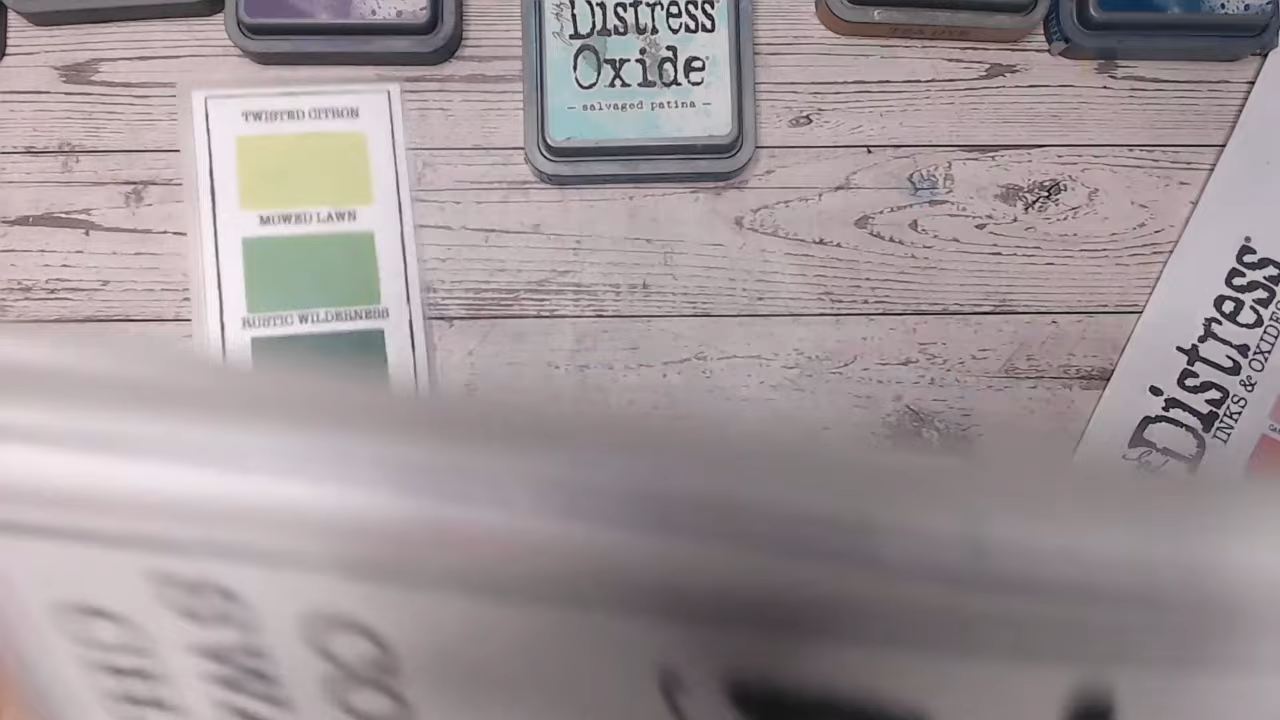 Distress
Oxide
— salvaged patina —
TWISTED CITRON
MOWED LAWN
RUSTIC WILDERNESS
Distress
INKS & OXIDE